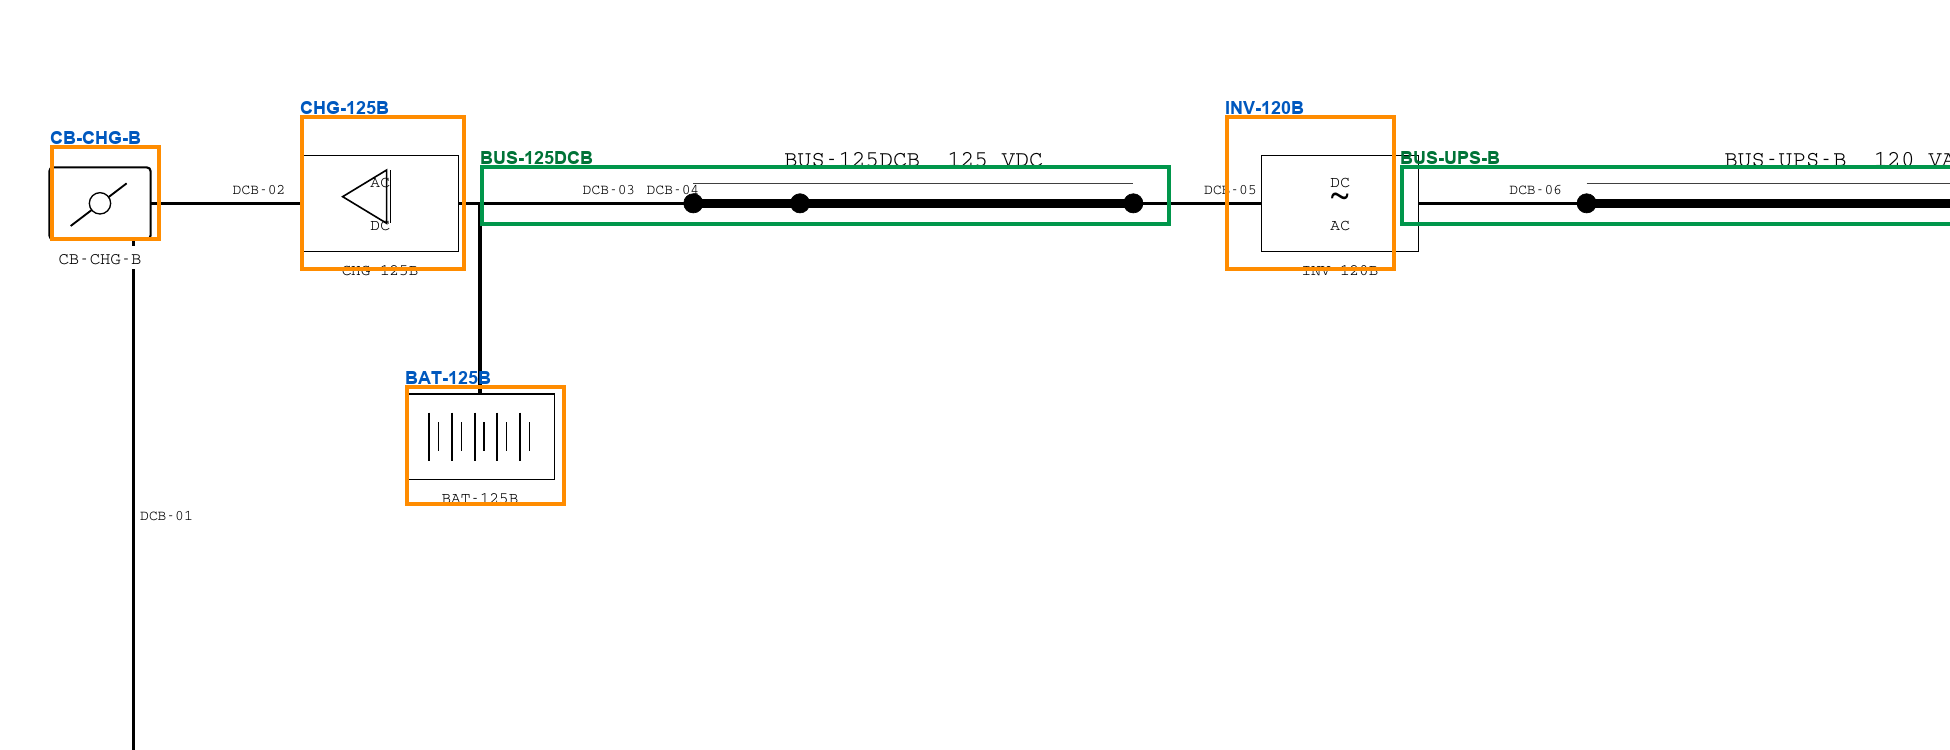 CHG-125B
INV-120B
CB-CHG-B
BUS-125DCB
BUS-125DCB 125 VDC
BUS-UPS-B
BUS-UPS-B 120 VA
DCB-02
AC
DC
DCB-03
DCB-04
DCB-05
DC
~
AC
DCB-06
CB-CHG-B
CHG-125B
INV-120B
BAT-125B
BAT-125B
DCB-01